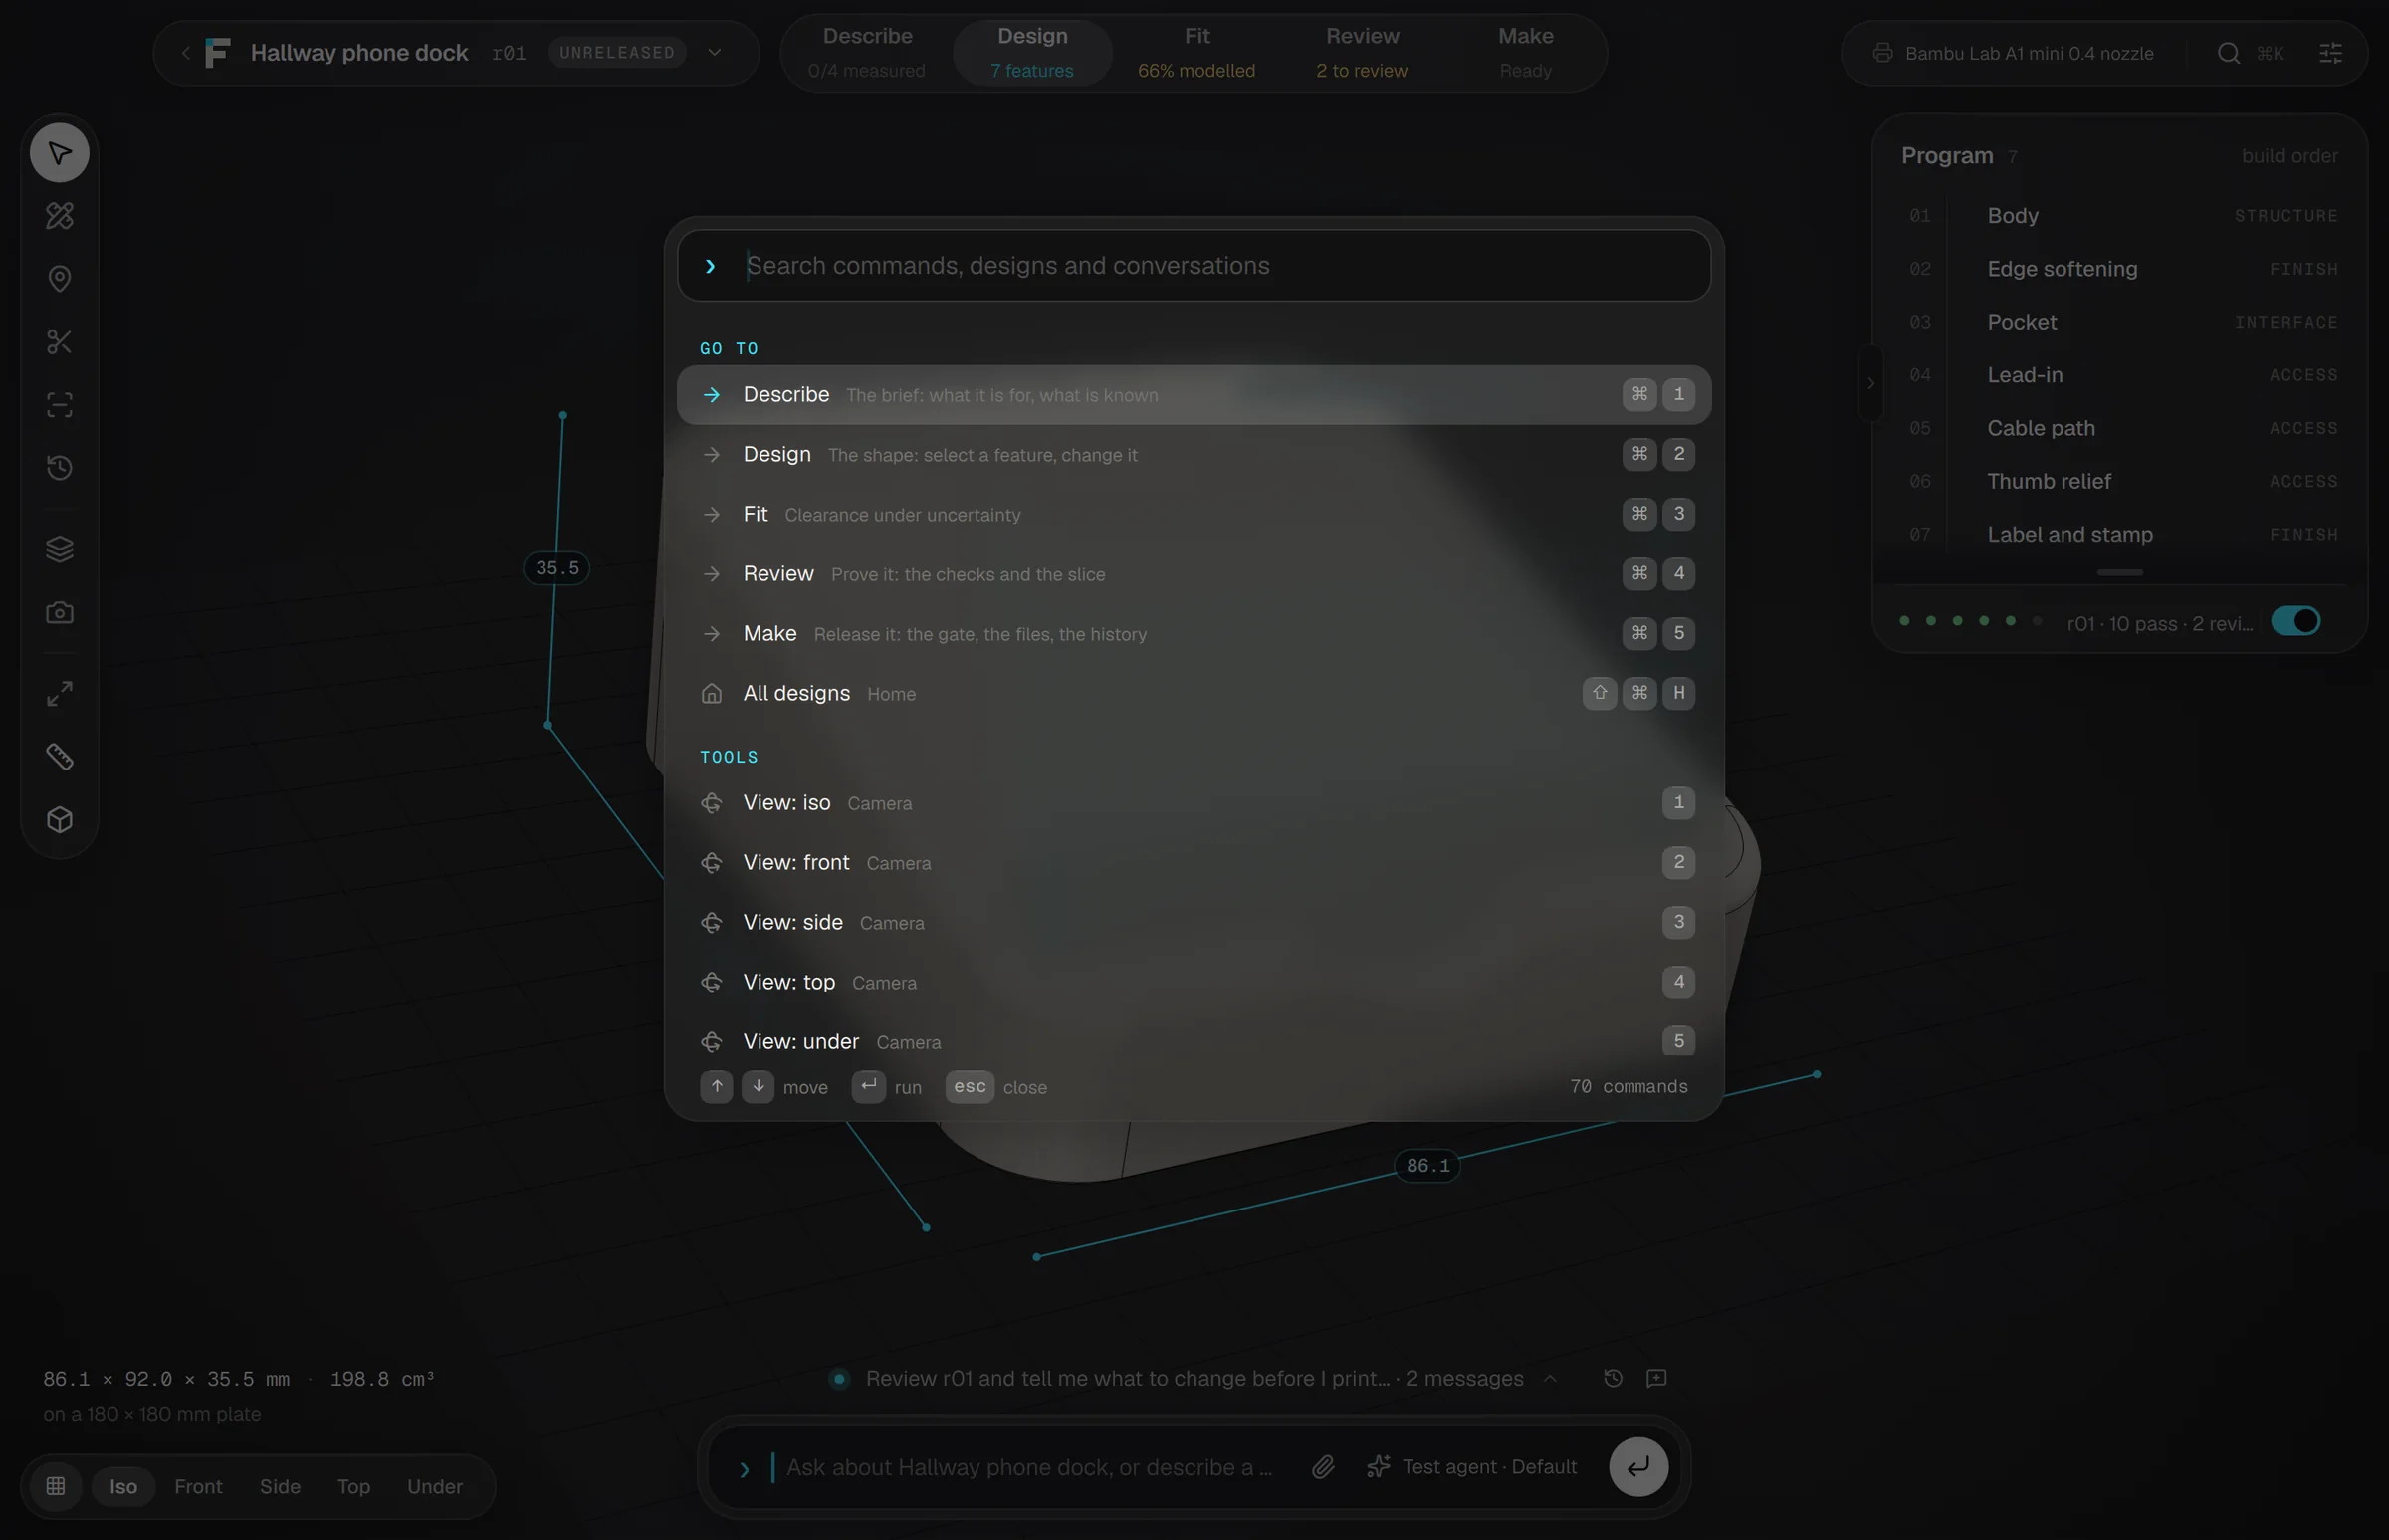 Hallway phone dock r01 UNRELEASED
Describe
0/4 measured
Design
7 features
Fit
66% modelled
Review
2 to review
Make
Ready
Bambu Lab A1 mini 0.4 nozzle
⌘K
Program 7 build order
01 Body STRUCTURE
02 Edge softening FINISH
03 Pocket INTERFACE
04 Lead-in ACCESS
05 Cable path ACCESS
06 Thumb relief ACCESS
07 Label and stamp FINISH
r01 · 10 pass · 2 revi...
Search commands, designs and conversations
GO TO
Describe The brief: what it is for, what is known ⌘ 1
Design The shape: select a feature, change it ⌘ 2
Fit Clearance under uncertainty ⌘ 3
Review Prove it: the checks and the slice ⌘ 4
Make Release it: the gate, the files, the history ⌘ 5
All designs Home ⇧ ⌘ H
TOOLS
View: iso Camera 1
View: front Camera 2
View: side Camera 3
View: top Camera 4
View: under Camera 5
↑ ↓ move ↵ run esc close 70 commands
35.5
86.1
86.1 × 92.0 × 35.5 mm · 198.8 cm³
on a 180 × 180 mm plate
Iso Front Side Top Under
Review r01 and tell me what to change before I print... · 2 messages
Ask about Hallway phone dock, or describe a ...
Test agent · Default